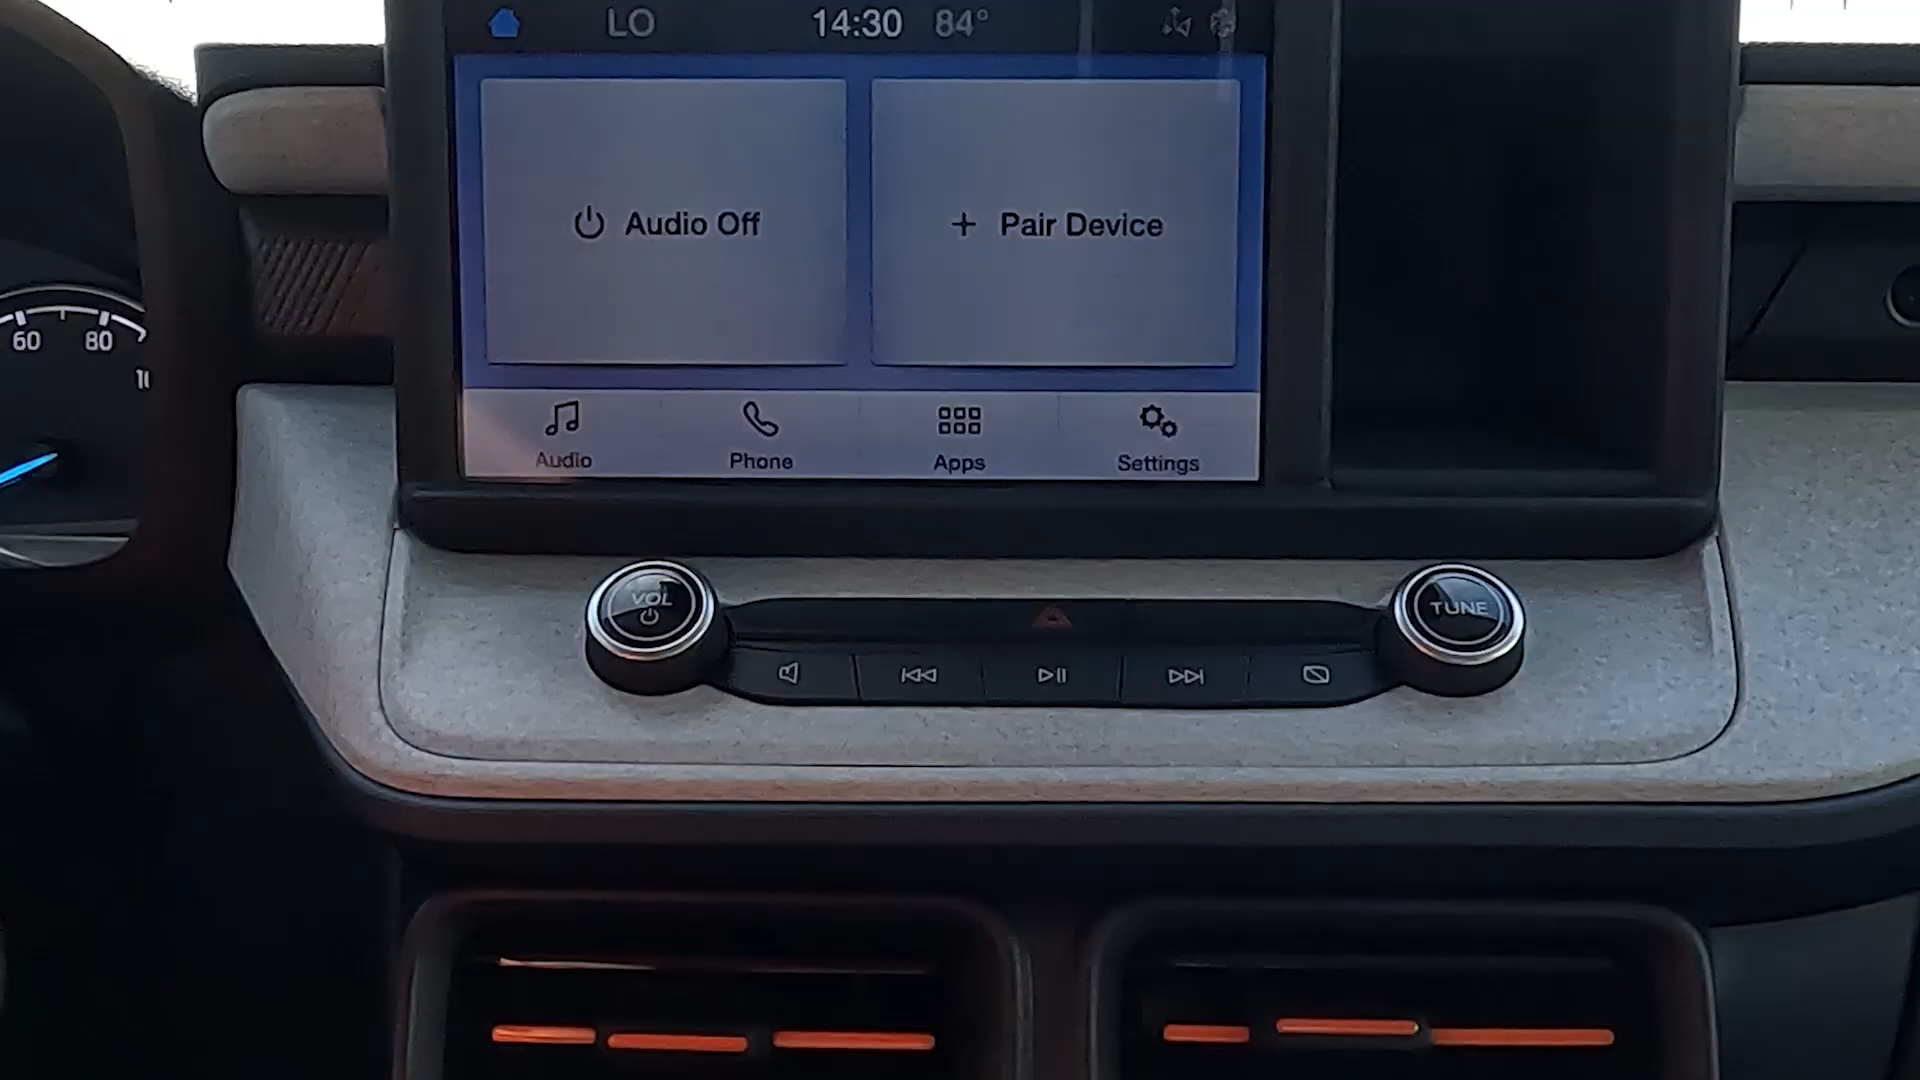 LO 14:30 84°
Audio Off
+ Pair Device
Audio Phone Apps Settings
60 80
VOL
TUNE